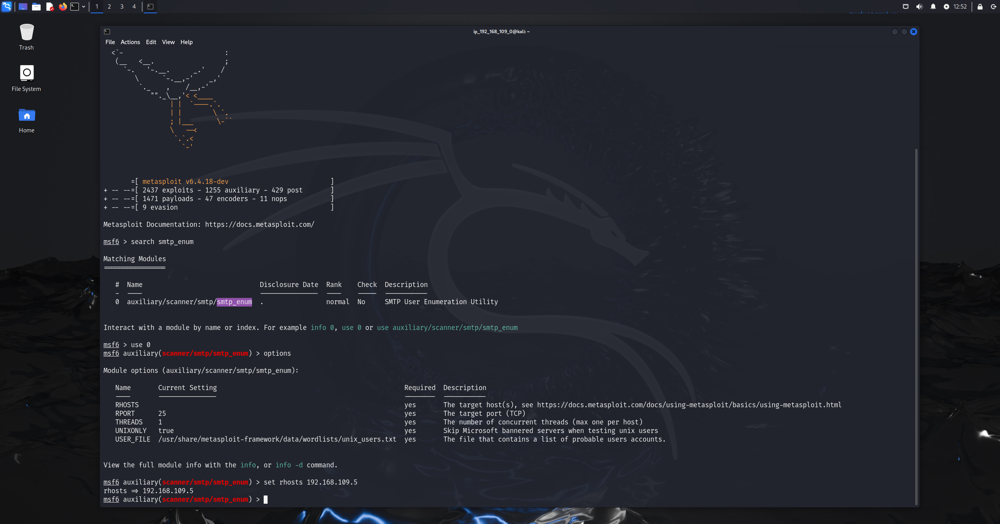 1 2 3 4 12:52
Trash
File System
Home
ip_192_168_109_0@kali: ~
File Actions Edit View Help
=[ metasploit v6.4.18-dev ]
+ -- --=[ 2437 exploits - 1255 auxiliary - 429 post ]
+ -- --=[ 1471 payloads - 47 encoders - 11 nops ]
+ -- --=[ 9 evasion ]
Metasploit Documentation: https://docs.metasploit.com/
msf6 > search smtp_enum
Matching Modules
================
# Name Disclosure Date Rank Check Description
- ---- --------------- ---- ----- -----------
0 auxiliary/scanner/smtp/smtp_enum . normal No SMTP User Enumeration Utility
Interact with a module by name or index. For example info 0, use 0 or use auxiliary/scanner/smtp/smtp_enum
msf6 > use 0
msf6 auxiliary(scanner/smtp/smtp_enum) > options
Module options (auxiliary/scanner/smtp/smtp_enum):
Name Current Setting Required Description
---- --------------- -------- -----------
RHOSTS yes The target host(s), see https://docs.metasploit.com/docs/using-metasploit/basics/using-metasploit.html
RPORT 25 yes The target port (TCP)
THREADS 1 yes The number of concurrent threads (max one per host)
UNIXONLY true yes Skip Microsoft bannered servers when testing unix users
USER_FILE /usr/share/metasploit-framework/data/wordlists/unix_users.txt yes The file that contains a list of probable users accounts.
View the full module info with the info, or info -d command.
msf6 auxiliary(scanner/smtp/smtp_enum) > set rhosts 192.168.109.5
rhosts => 192.168.109.5
msf6 auxiliary(scanner/smtp/smtp_enum) >